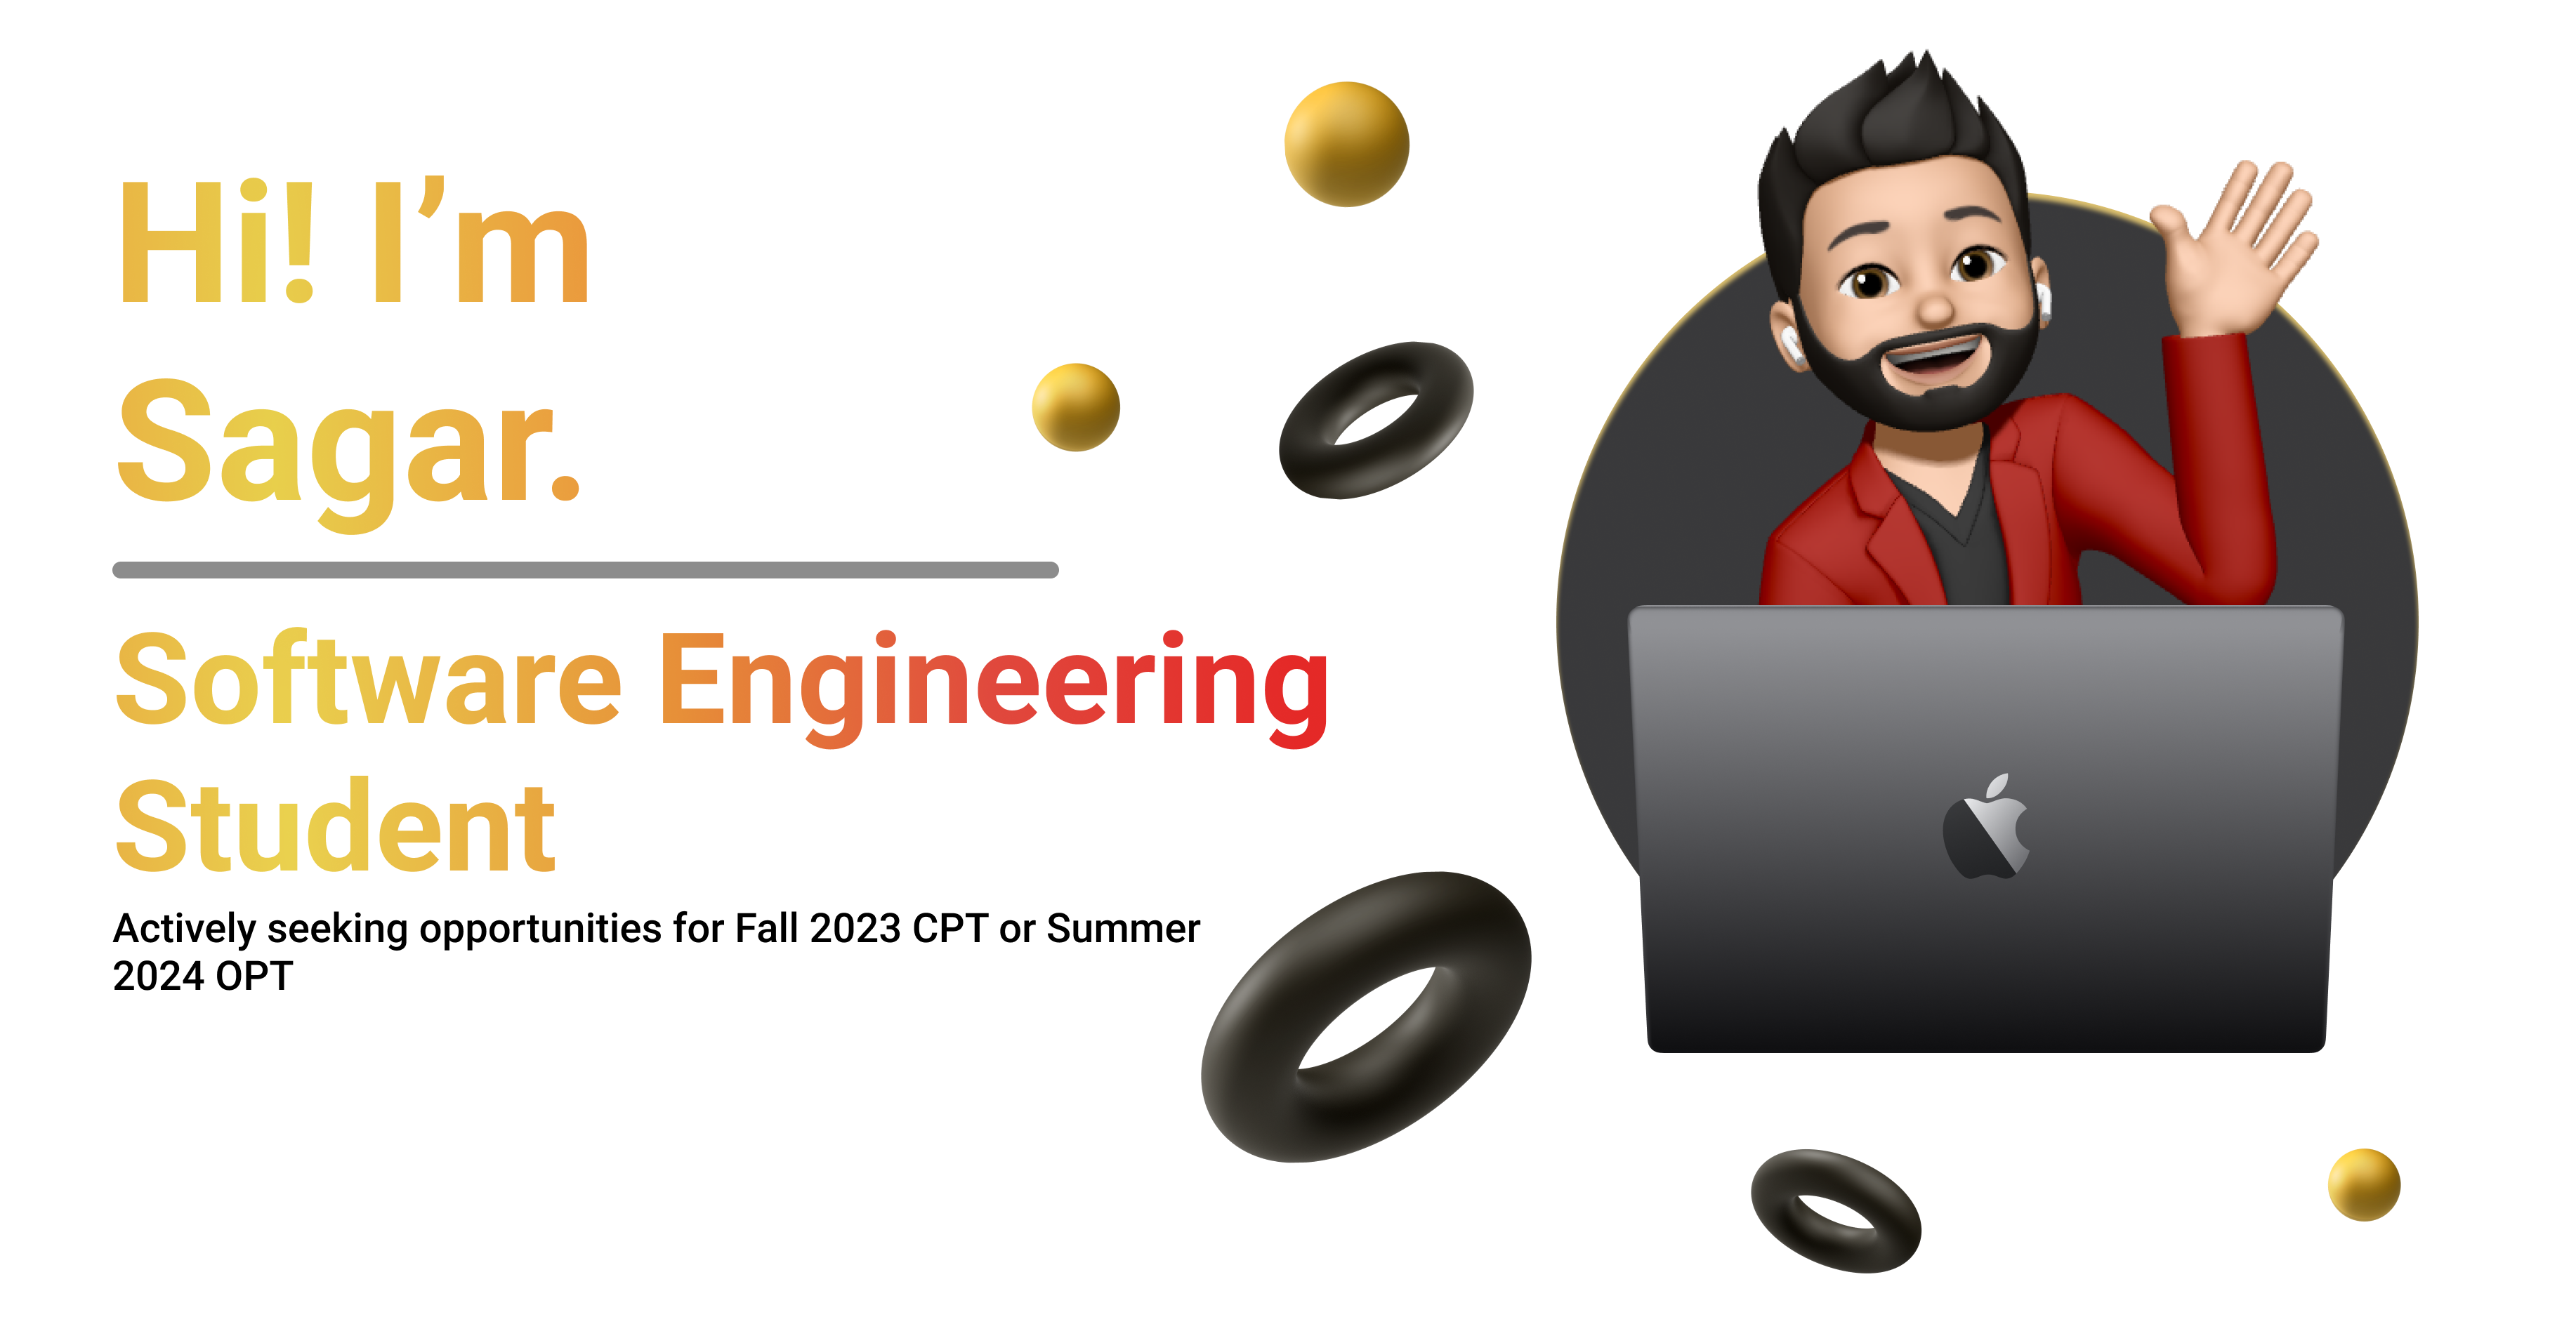 Hi! I’m
Sagar.
Software Engineering
Student
Actively seeking opportunities for Fall 2023 CPT or Summer
2024 OPT